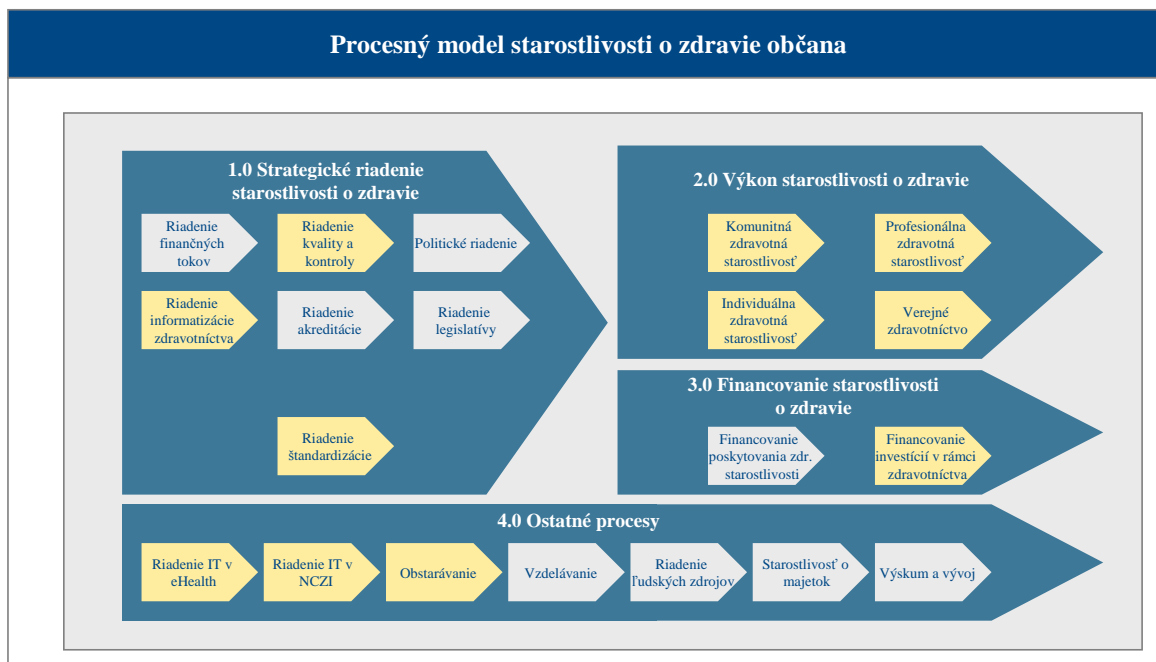 Procesný model starostlivosti o zdravie občana
1.0 Strategické riadenie
starostlivosti o zdravie
Riadenie
finančných
tokov
Riadenie
kvality a
kontroly
Politické riadenie
Riadenie
informatizácie
zdravotníctva
Riadenie
akreditácie
Riadenie
legislatívy
Riadenie
štandardizácie
2.0 Výkon starostlivosti o zdravie
Komunitná
zdravotná
starostlivosť
Profesionálna
zdravotná
starostlivosť
Individuálna
zdravotná
starostlivosť
Verejné
zdravotníctvo
3.0 Financovanie starostlivosti
o zdravie
Financovanie
poskytovania zdr.
starostlivosti
Financovanie
investícií v rámci
zdravotníctva
4.0 Ostatné procesy
Riadenie IT v
eHealth
Riadenie IT v
NCZI
Obstarávanie
Vzdelávanie
Riadenie
ľudských zdrojov
Starostlivosť o
majetok
Výskum a vývoj